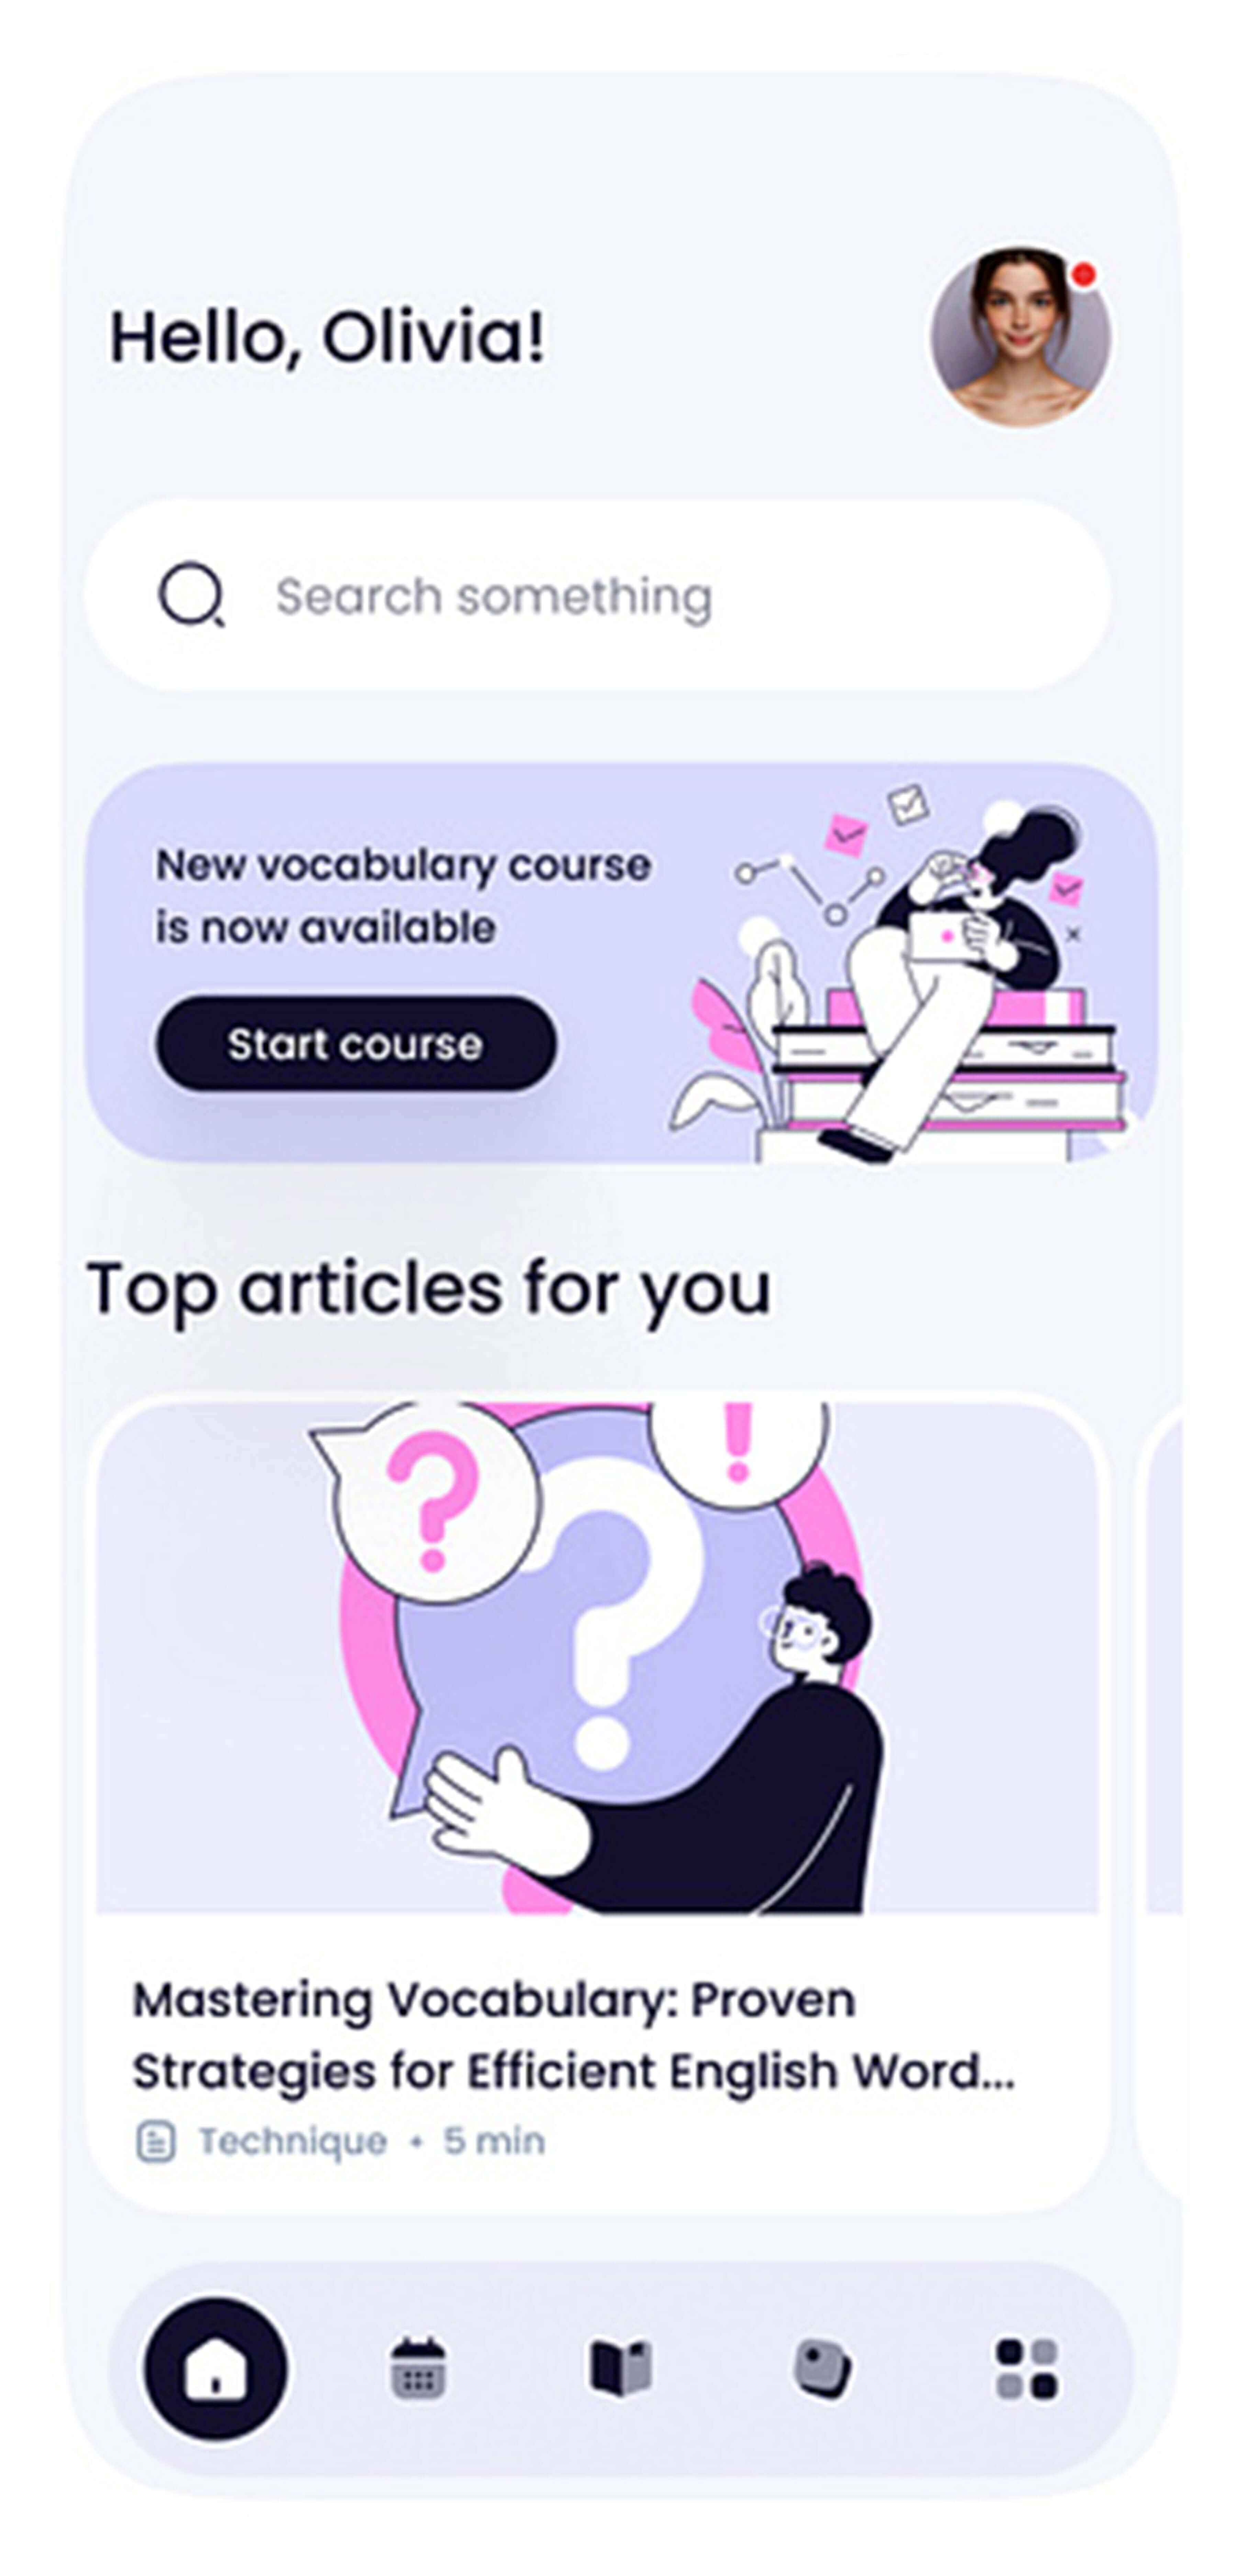 Hello, Olivia!
Search something
New vocabulary course
is now available
Start course
Top articles for you
? ? !
Mastering Vocabulary: Proven
Strategies for Efficient English Word...
Technique • 5 min